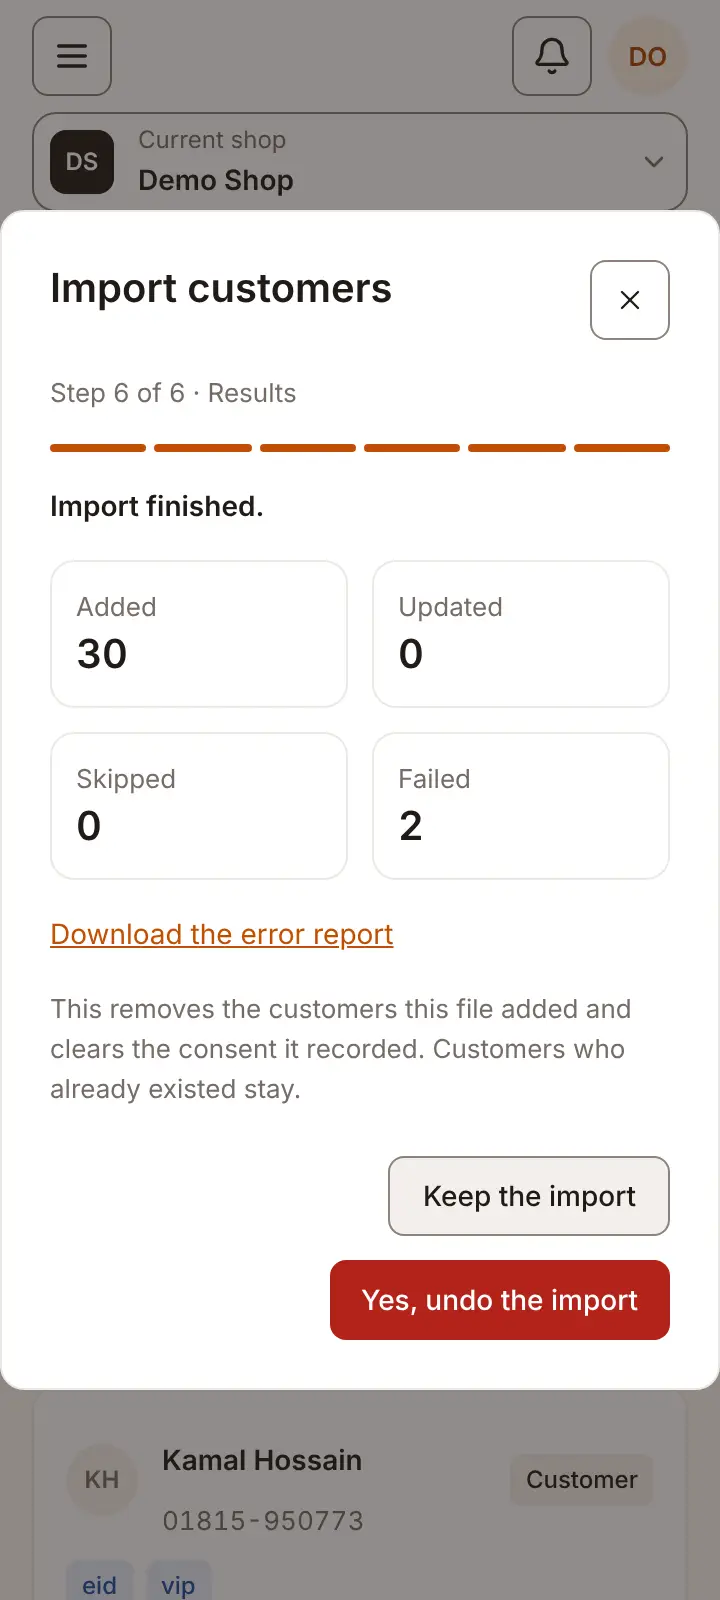 DO
DS
Current shop
Demo Shop
Import customers
Step 6 of 6 · Results
Import finished.
Added
30
Updated
0
Skipped
0
Failed
2
Download the error report
This removes the customers this file added and
clears the consent it recorded. Customers who
already existed stay.
Keep the import
Yes, undo the import
KH
Kamal Hossain
01815-950773
Customer
eid
vip